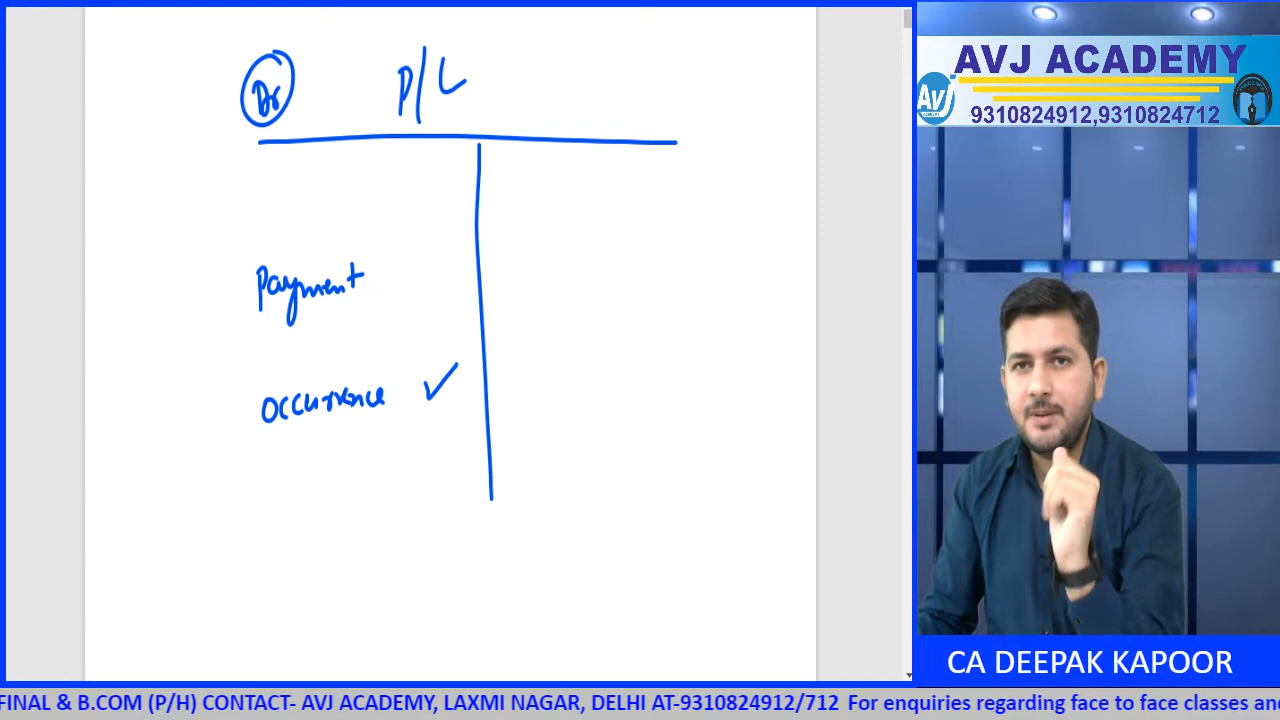 Dr
P/L
Payment
Occurrence ✓
AVJ ACADEMY
AVJ
9310824912,9310824712
CA DEEPAK KAPOOR
FINAL & B.COM (P/H) CONTACT- AVJ ACADEMY, LAXMI NAGAR, DELHI AT-9310824912/712 For enquiries regarding face to face classes an